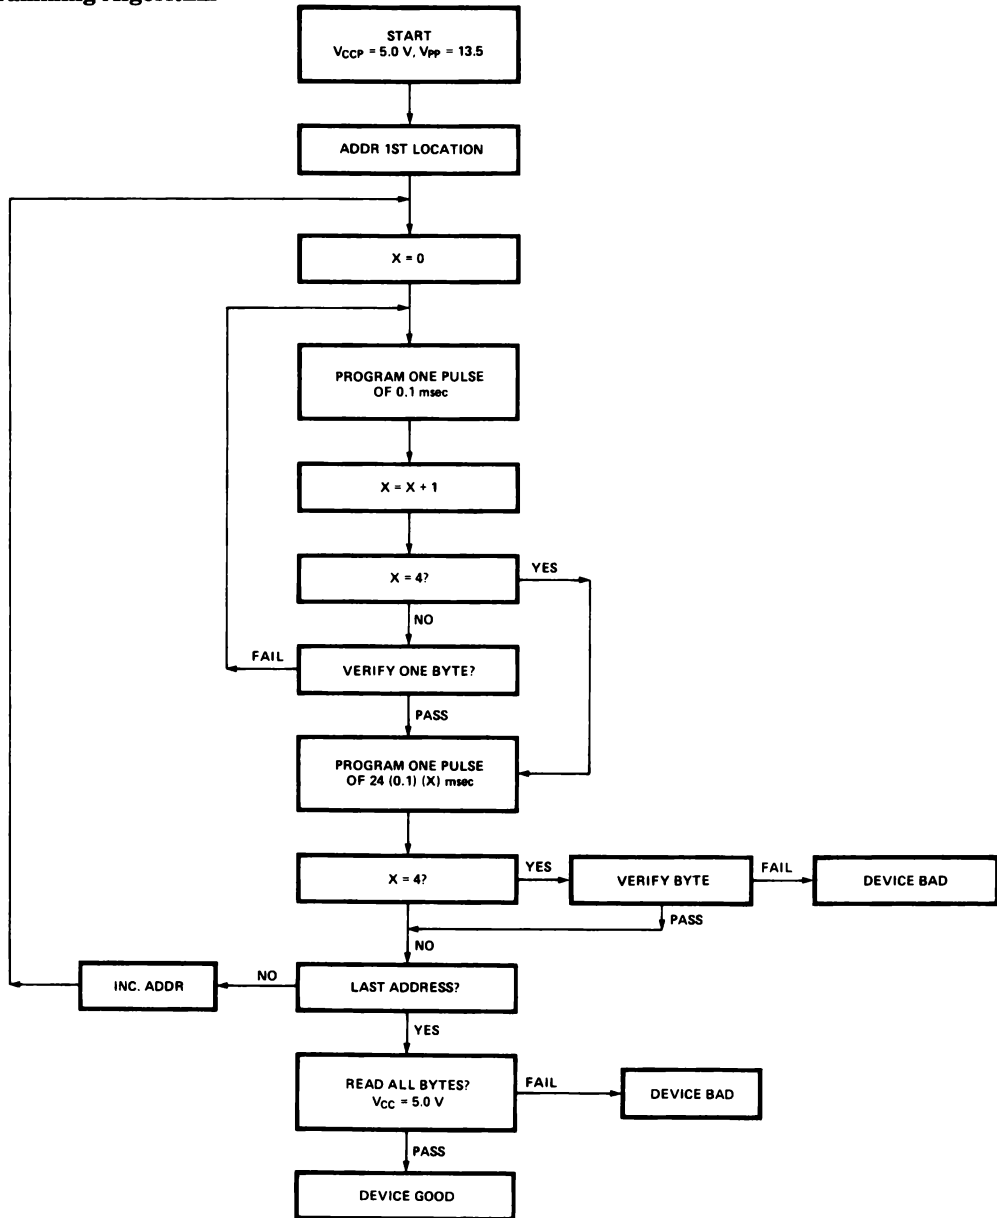 START
VCCP = 5.0 V, VPP = 13.5
ADDR 1ST LOCATION
X = 0
PROGRAM ONE PULSE
OF 0.1 msec
X = X + 1
X = 4?
YES
NO
FAIL
VERIFY ONE BYTE?
PASS
PROGRAM ONE PULSE
OF 24 (0.1) (X) msec
X = 4?
YES
VERIFY BYTE
FAIL
DEVICE BAD
PASS
NO
INC. ADDR
NO
LAST ADDRESS?
YES
READ ALL BYTES?
VCC = 5.0 V
FAIL
DEVICE BAD
PASS
DEVICE GOOD